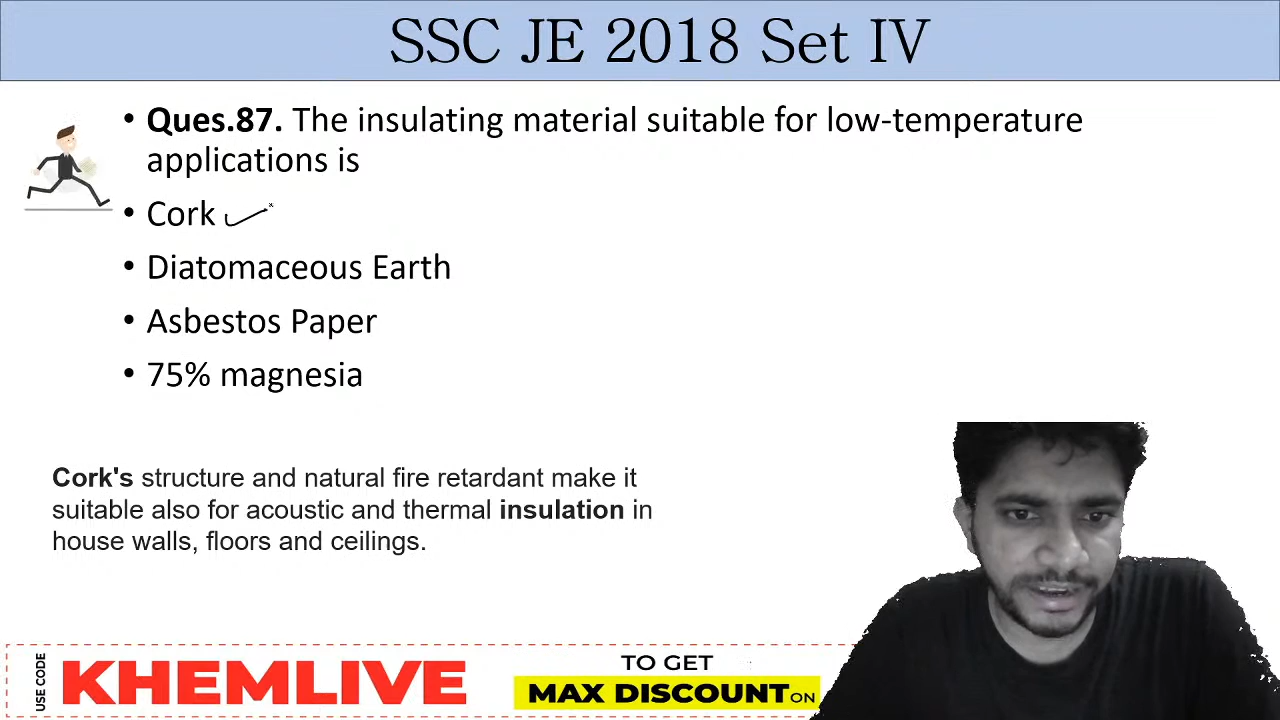 SSC JE 2018 Set IV
• Ques.87. The insulating material suitable for low-temperature
applications is
• Cork
• Diatomaceous Earth
• Asbestos Paper
• 75% magnesia
Cork's structure and natural fire retardant make it
suitable also for acoustic and thermal insulation in
house walls, floors and ceilings.
USE CODE
KHEMLIVE
TO GET
MAX DISCOUNT ON